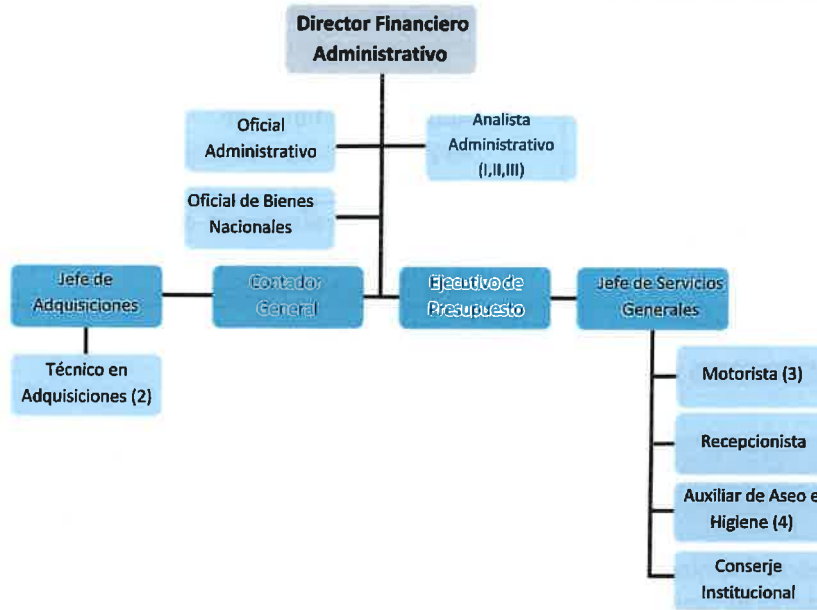 Director Financiero
Administrativo
Oficial
Administrativo
Analista
Administrativo
(I,II,III)
Oficial de Bienes
Nacionales
Jefe de
Adquisiciones
Contador
General
Ejecutivo de
Presupuesto
Jefe de Servicios
Generales
Técnico en
Adquisiciones (2)
Motorista (3)
Recepcionista
Auxiliar de Aseo e
Higiene (4)
Conserje
Institucional